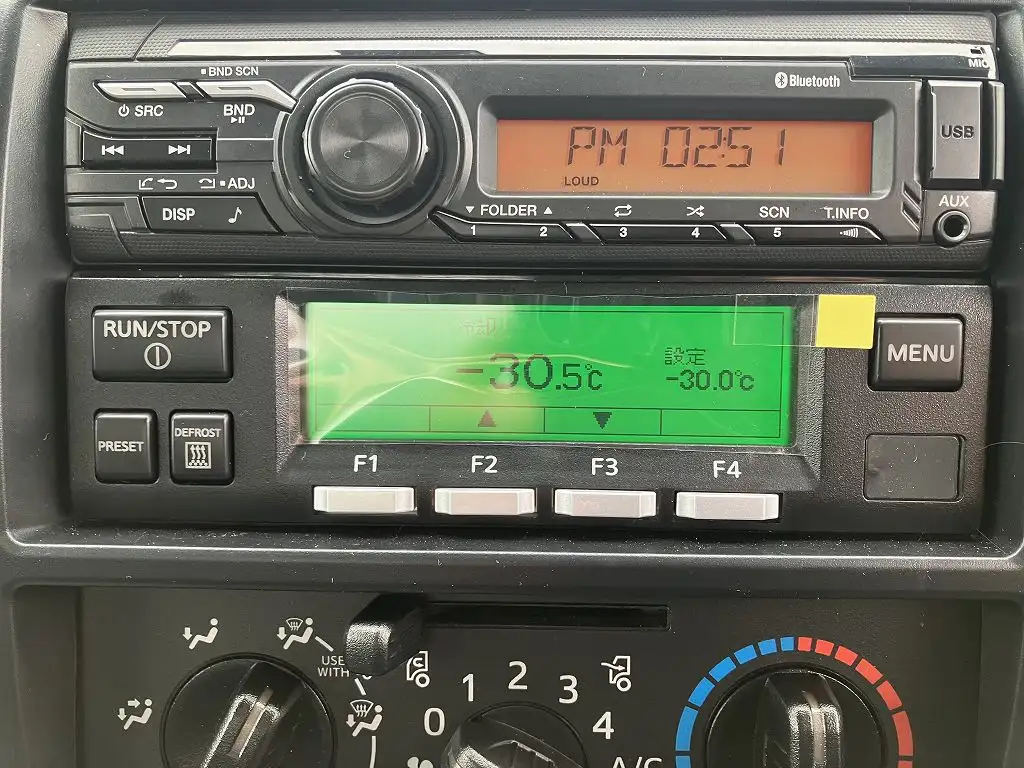 MIC
BND SCN
SRC
BND
Bluetooth
USB
PM 02:51
LOUD
ADJ
DISP
FOLDER
SCN
T.INFO
AUX
1 2 3 4 5
RUN/STOP
冷却
設定
-30.5℃
-30.0℃
MENU
PRESET
DEFROST
F1 F2 F3 F4
USE
WITH
0 1 2 3 4
A/C